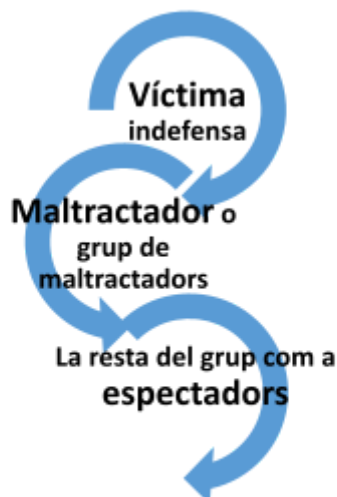 Víctima
indefensa
Maltractador o
grup de
maltractadors
La resta del grup com a
espectadors